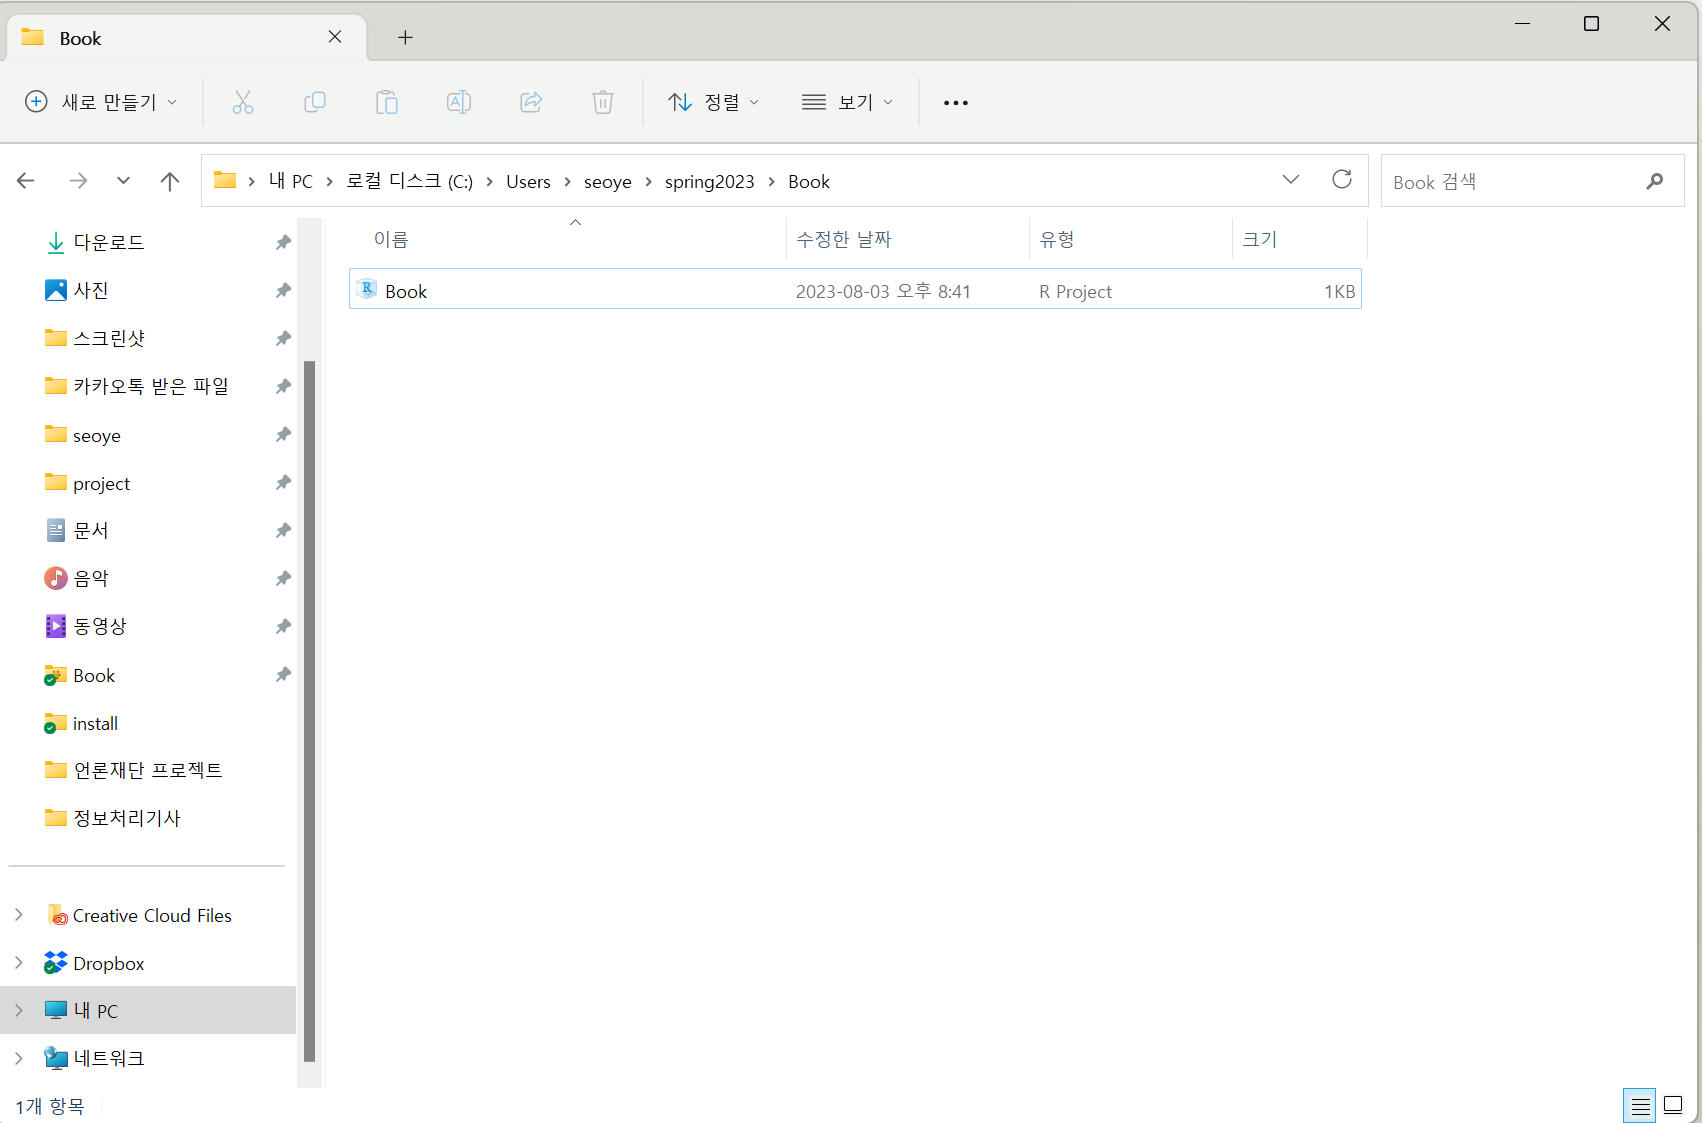 Book
새로 만들기
정렬
보기
내 PC > 로컬 디스크 (C:) > Users > seoye > spring2023 > Book
Book 검색
이름 수정한 날짜 유형 크기
Book 2023-08-03 오후 8:41 R Project 1KB
다운로드
사진
스크린샷
카카오톡 받은 파일
seoye
project
문서
음악
동영상
Book
install
언론재단 프로젝트
정보처리기사
Creative Cloud Files
Dropbox
내 PC
네트워크
1개 항목